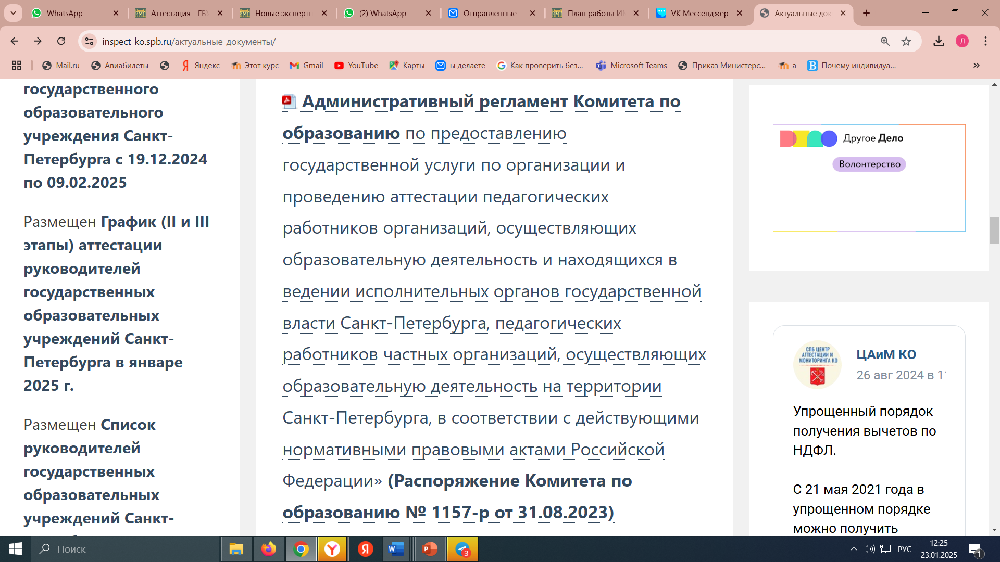 WhatsApp
Аттестация - ГБУ
Новые эксперт
(2) WhatsApp
Отправленные -
План работы ИМ
VK Мессенджер
Актуальные док
inspect-ko.spb.ru/актуальные-документы/
Л
Mail.ru
Авиабилеты
Яндекс
Этот курс
Gmail
YouTube
Карты
ы делаете
Как проверить без...
Microsoft Teams
Приказ Министерс...
а
Почему индивидуа...
государственного
образовательного
учреждения Санкт-
Петербурга с 19.12.2024
по 09.02.2025
Размещен График (II и III
этапы) аттестации
руководителей
государственных
образовательных
учреждений Санкт-
Петербурга в январе
2025 г.
Размещен Список
руководителей
государственных
образовательных
учреждений Санкт-
Административный регламент Комитета по
образованию по предоставлению
государственной услуги по организации и
проведению аттестации педагогических
работников организаций, осуществляющих
образовательную деятельность и находящихся в
ведении исполнительных органов государственной
власти Санкт-Петербурга, педагогических
работников частных организаций, осуществляющих
образовательную деятельность на территории
Санкт-Петербурга, в соответствии с действующими
нормативными правовыми актами Российской
Федерации» (Распоряжение Комитета по
образованию № 1157-р от 31.08.2023)
Другое Дело
Волонтерство
СПБ ЦЕНТР
АТТЕСТАЦИИ И
МОНИТОРИНГА КО
ЦАиМ КО
26 авг 2024 в 1
Упрощенный порядок
получения вычетов по
НДФЛ.
С 21 мая 2021 года в
упрощенном порядке
можно получить
Поиск
3
РУС
12:25
23.01.2025
1